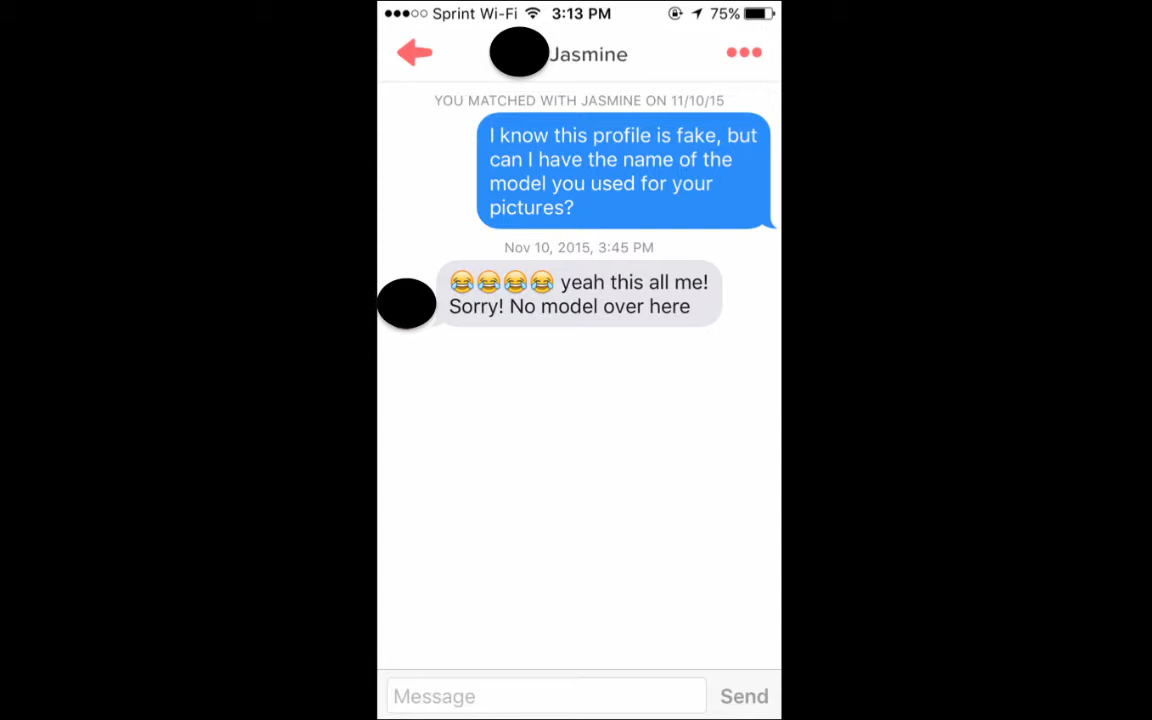 Sprint Wi-Fi 3:13 PM 75%
Jasmine
YOU MATCHED WITH JASMINE ON 11/10/15
I know this profile is fake, but
can I have the name of the
model you used for your
pictures?
Nov 10, 2015, 3:45 PM
😂😂😂😂 yeah this all me!
Sorry! No model over here
Message Send